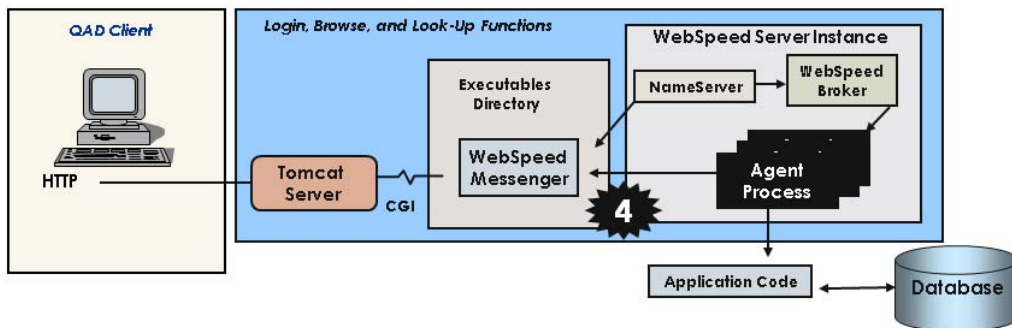 QAD Client
HTTP
Login, Browse, and Look-Up Functions
Tomcat
Server
CGI
Executables
Directory
WebSpeed
Messenger
4
WebSpeed Server Instance
NameServer
WebSpeed
Broker
Agent
Process
Application Code
Database